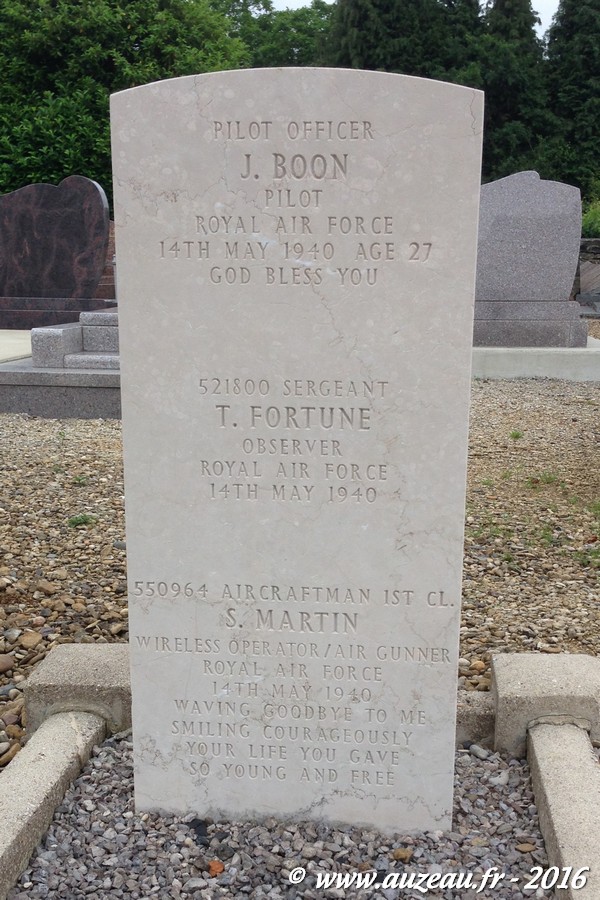 PILOT OFFICER
J. BOON
PILOT
ROYAL AIR FORCE
14TH MAY 1940 AGE 27
GOD BLESS YOU
521800 SERGEANT
T. FORTUNE
OBSERVER
ROYAL AIR FORCE
14TH MAY 1940
550964 AIRCRAFTMAN 1ST CL.
S. MARTIN
WIRELESS OPERATOR/AIR GUNNER
ROYAL AIR FORCE
14TH MAY 1940
WAVING GOODBYE TO ME
SMILING COURAGEOUSLY
YOUR LIFE YOU GAVE
SO YOUNG AND FREE
© www.auzeau.fr - 2016